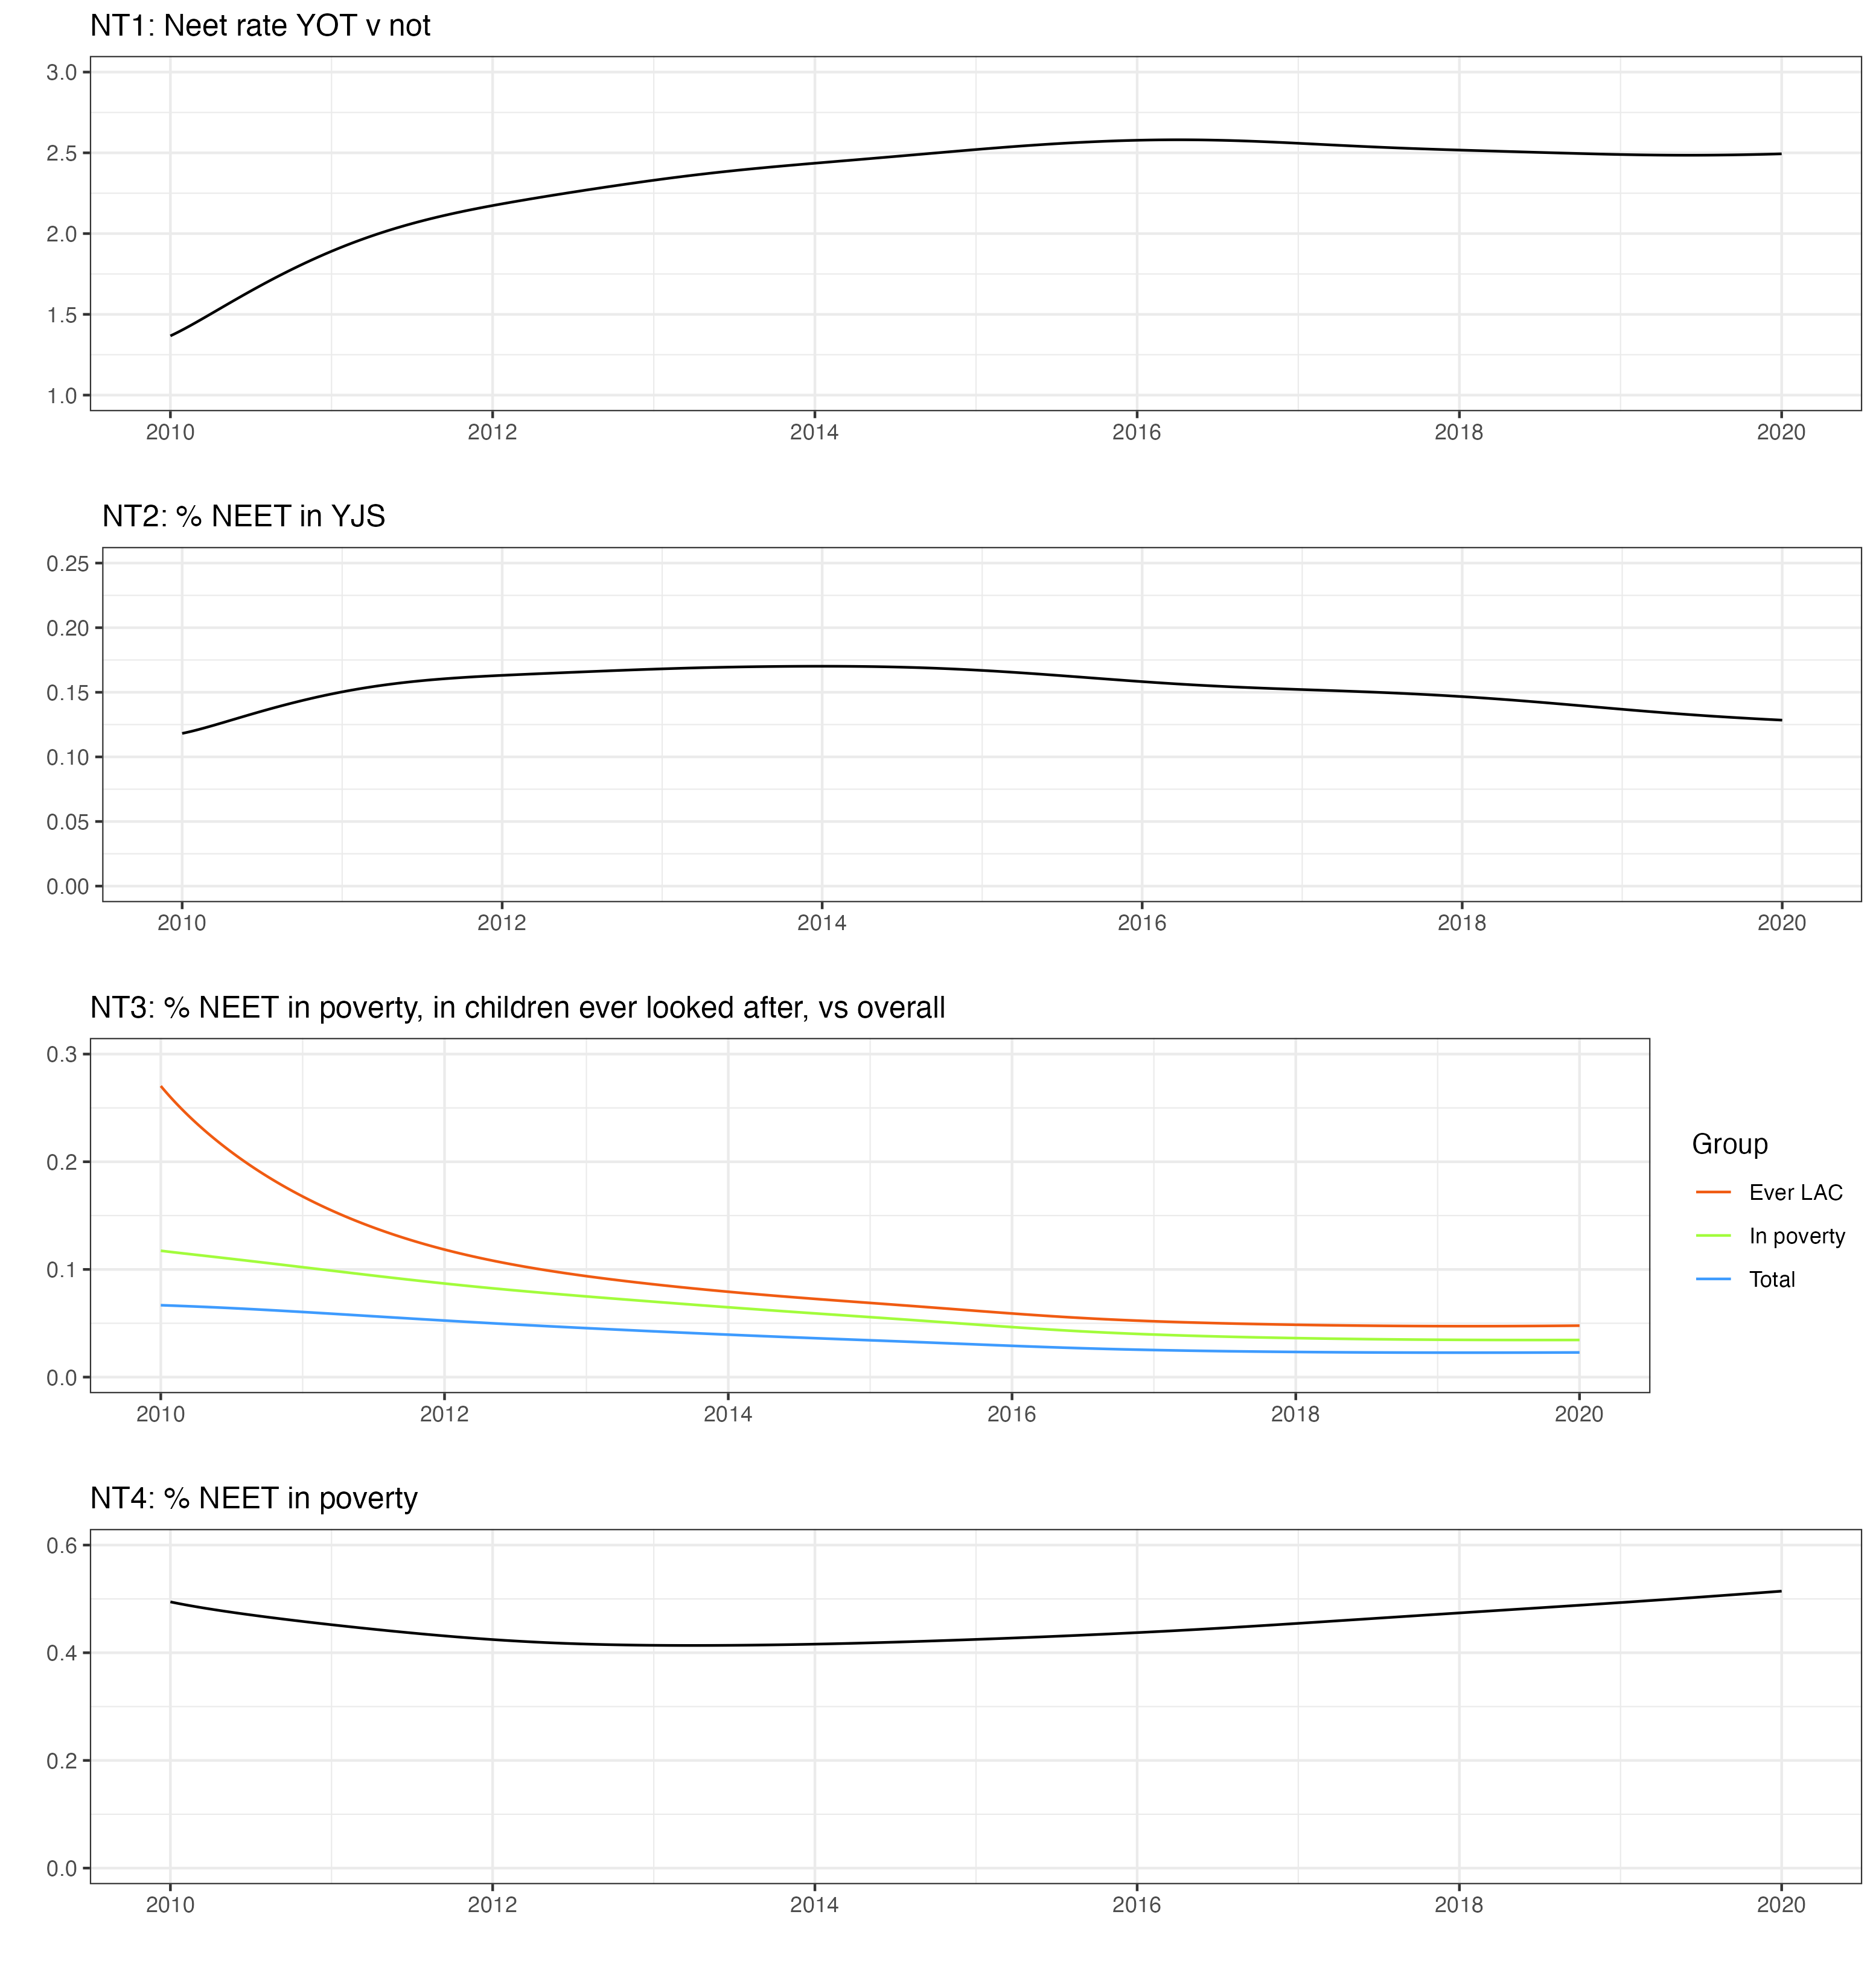 NT1: Neet rate YOT v not
3.0
2.5
2.0
1.5
1.0
2010 2012 2014 2016 2018 2020
NT2: % NEET in YJS
0.25
0.20
0.15
0.10
0.05
0.00
2010 2012 2014 2016 2018 2020
NT3: % NEET in poverty, in children ever looked after, vs overall
0.3
0.2
0.1
0.0
2010 2012 2014 2016 2018 2020
Group
Ever LAC
In poverty
Total
NT4: % NEET in poverty
0.6
0.4
0.2
0.0
2010 2012 2014 2016 2018 2020